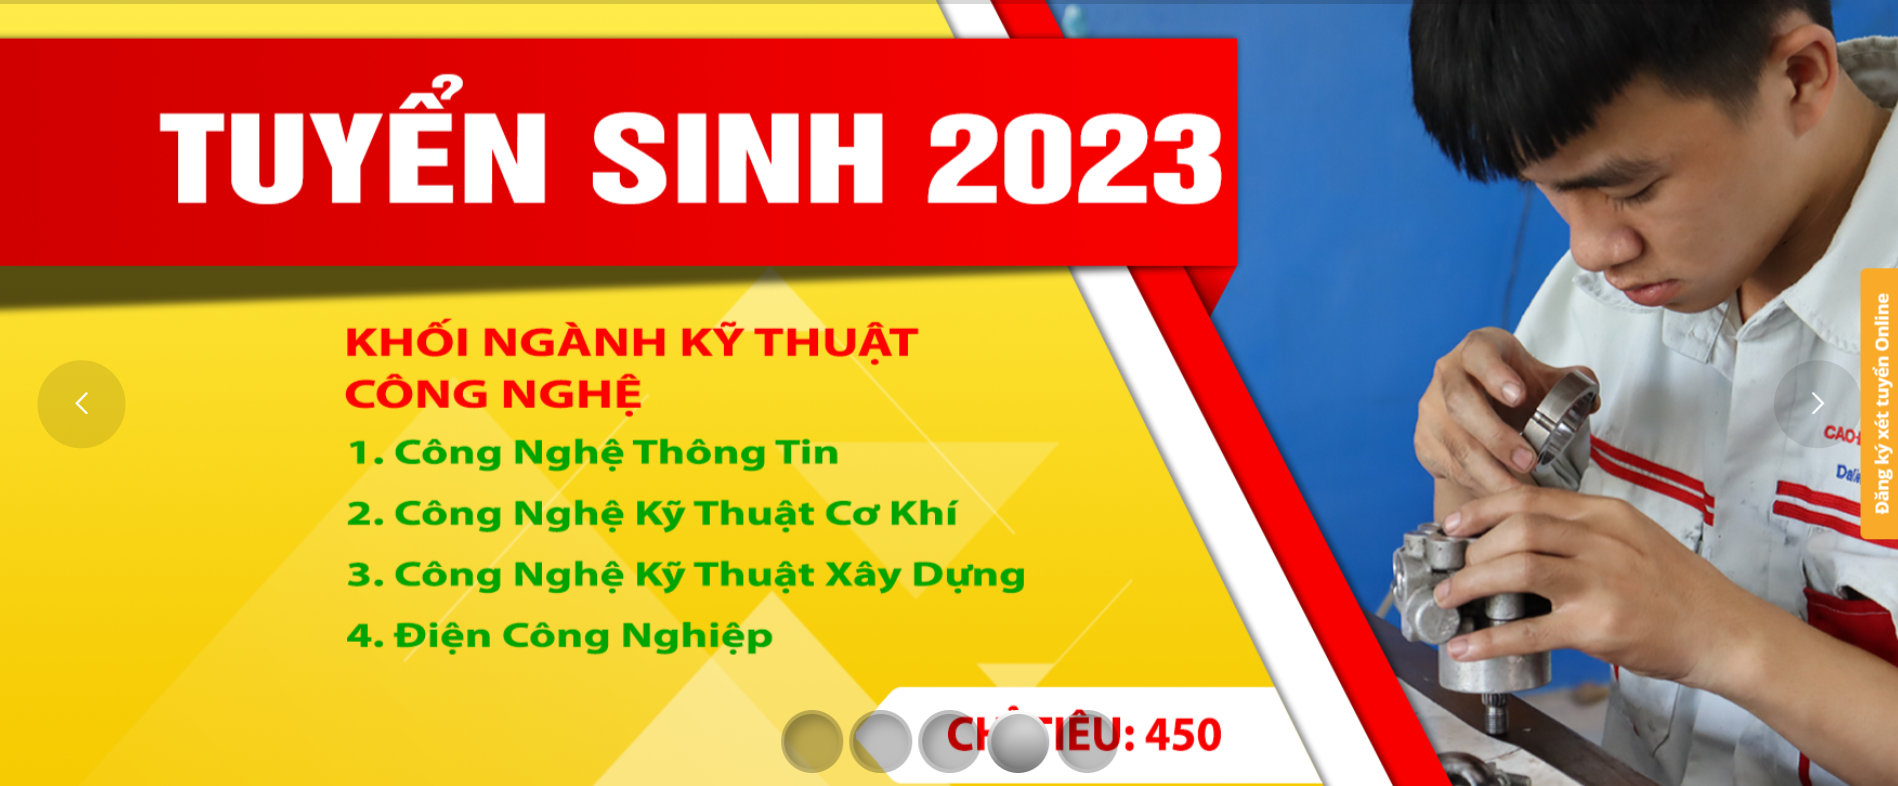 TUYỂN SINH 2023
KHỐI NGÀNH KỸ THUẬT
CÔNG NGHỆ
1. Công Nghệ Thông Tin
2. Công Nghệ Kỹ Thuật Cơ Khí
3. Công Nghệ Kỹ Thuật Xây Dựng
4. Điện Công Nghiệp
CHỈ TIÊU: 450
Đăng ký xét tuyển Online